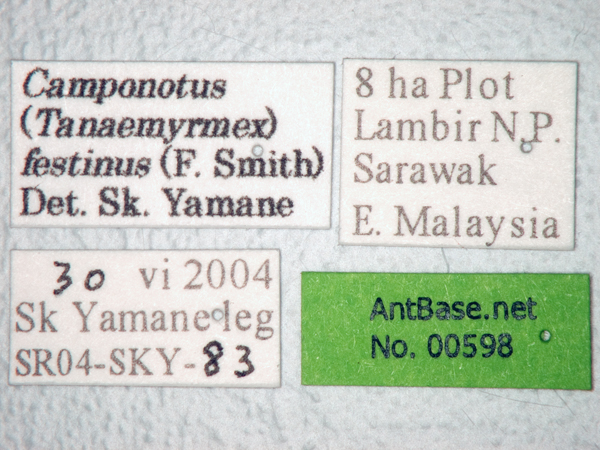 Camponotus
(Tanaemyrmex)
festinus (F. Smith)
Det. Sk. Yamane
8 ha Plot
Lambir N.P.
Sarawak
E. Malaysia
30 vi 2004
Sk Yamane leg
SR04-SKY-83
AntBase.net
No. 00598